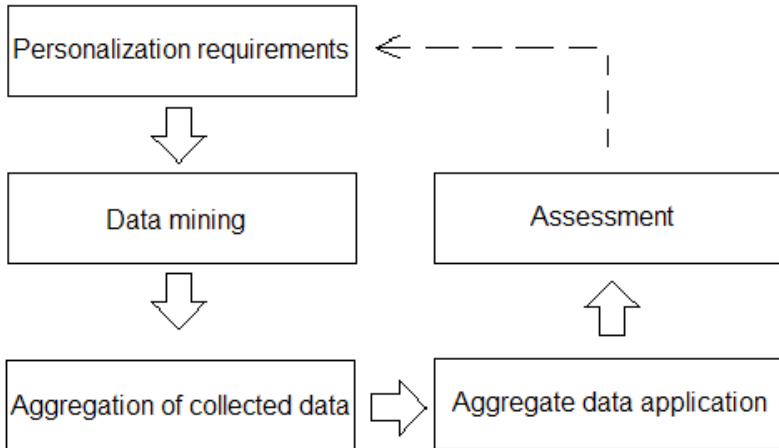 Personalization requirements
Data mining
Assessment
Aggregation of collected data
Aggregate data application